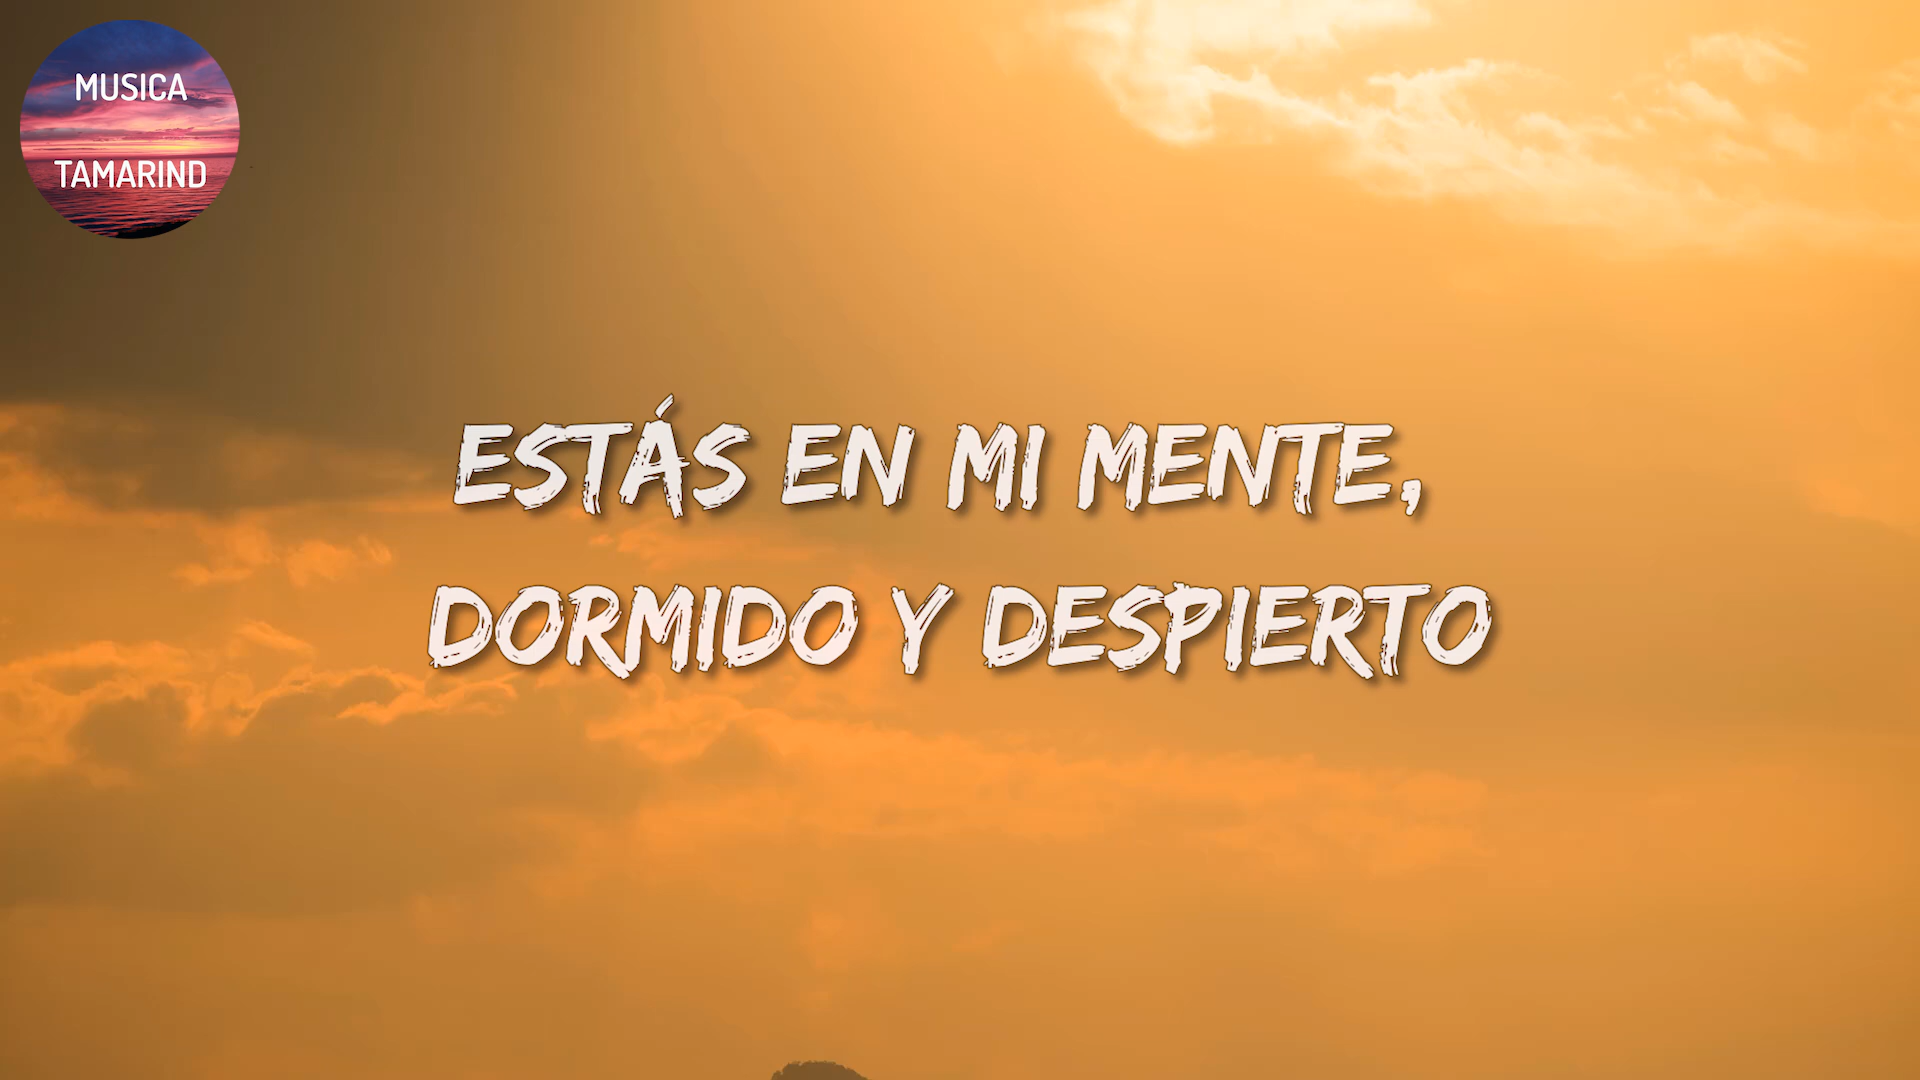 MUSICA
TAMARIND
ESTÁS EN MI MENTE,
DORMIDO Y DESPIERTO